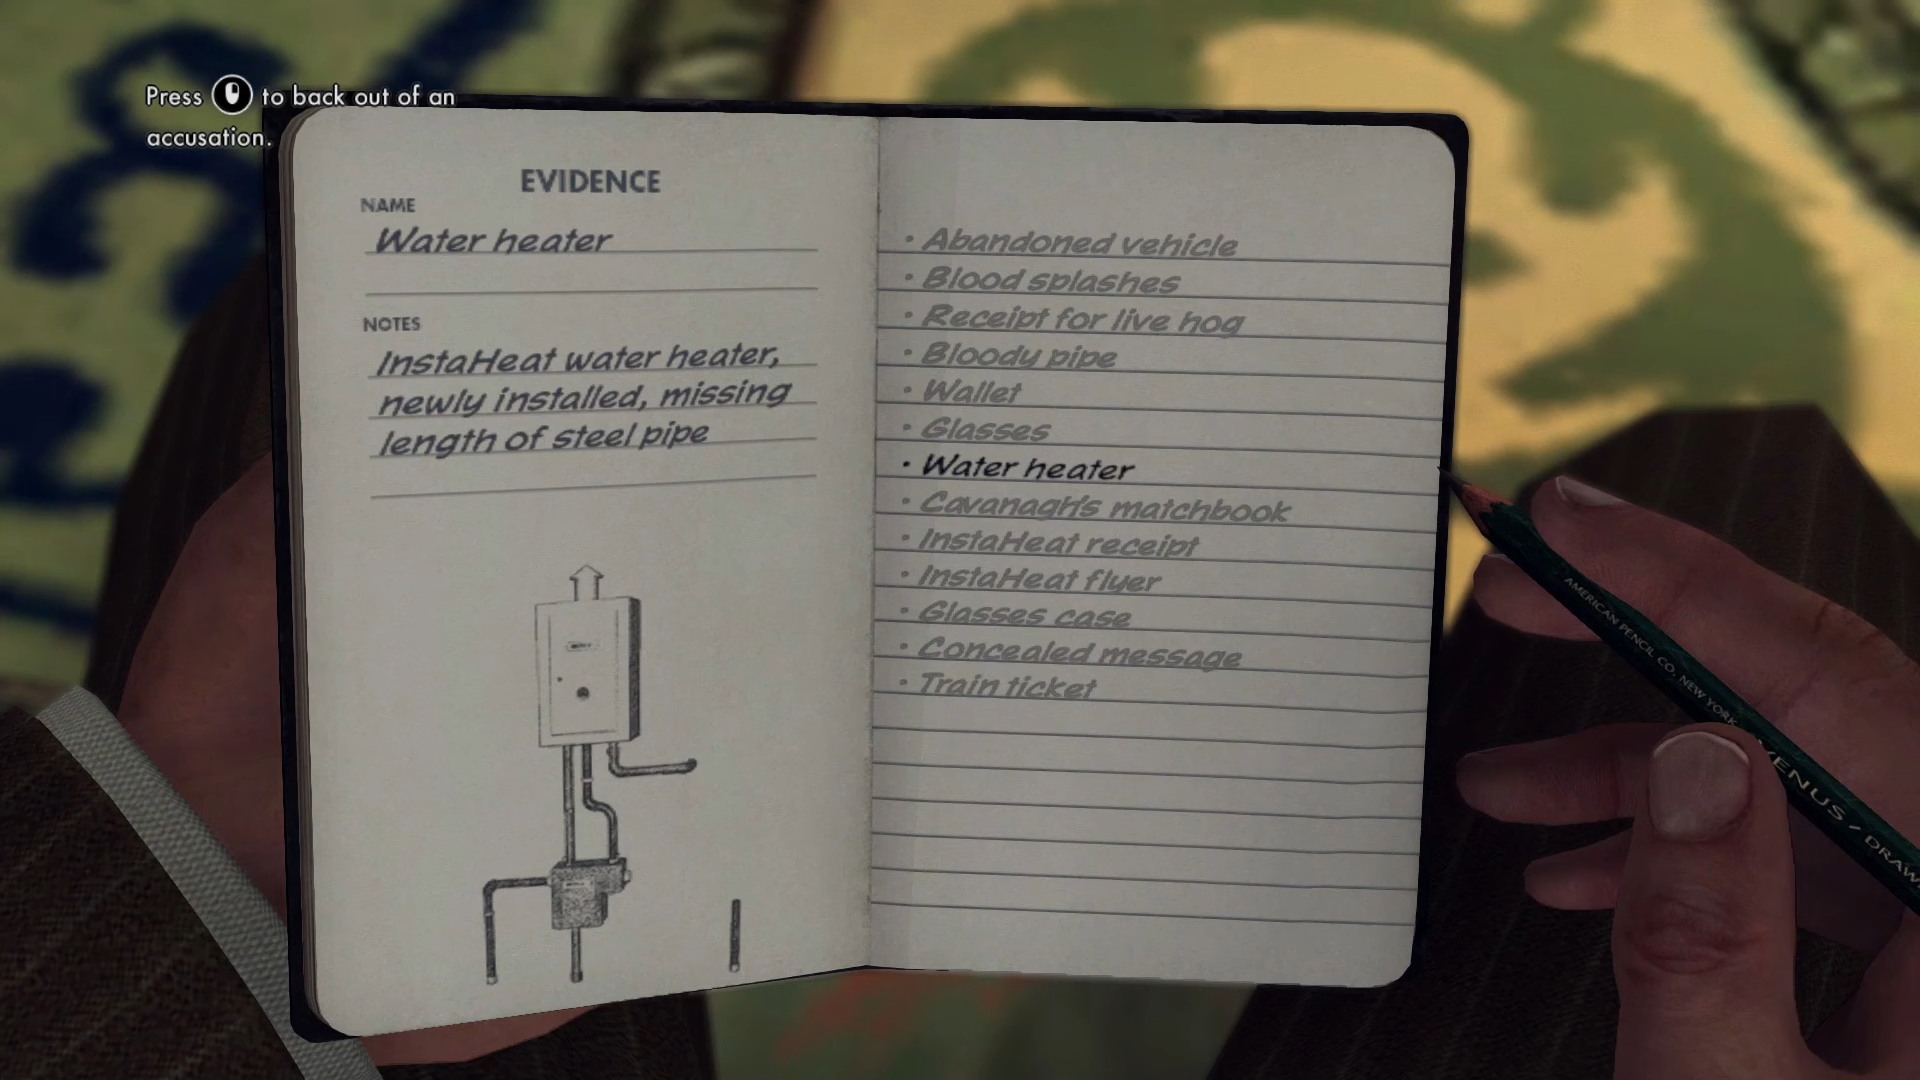 Press to back out of an
accusation.
EVIDENCE
NAME
Water heater
NOTES
InstaHeat water heater,
newly installed, missing
length of steel pipe
• Abandoned vehicle
• Blood splashes
• Receipt for live hog
• Bloody pipe
• Wallet
• Glasses
• Water heater
• Cavanagh's matchbook
• InstaHeat receipt
• InstaHeat flyer
• Glasses case
• Concealed message
• Train ticket
AMERICAN PENCIL CO. NEW YORK
VENUS / DRAW